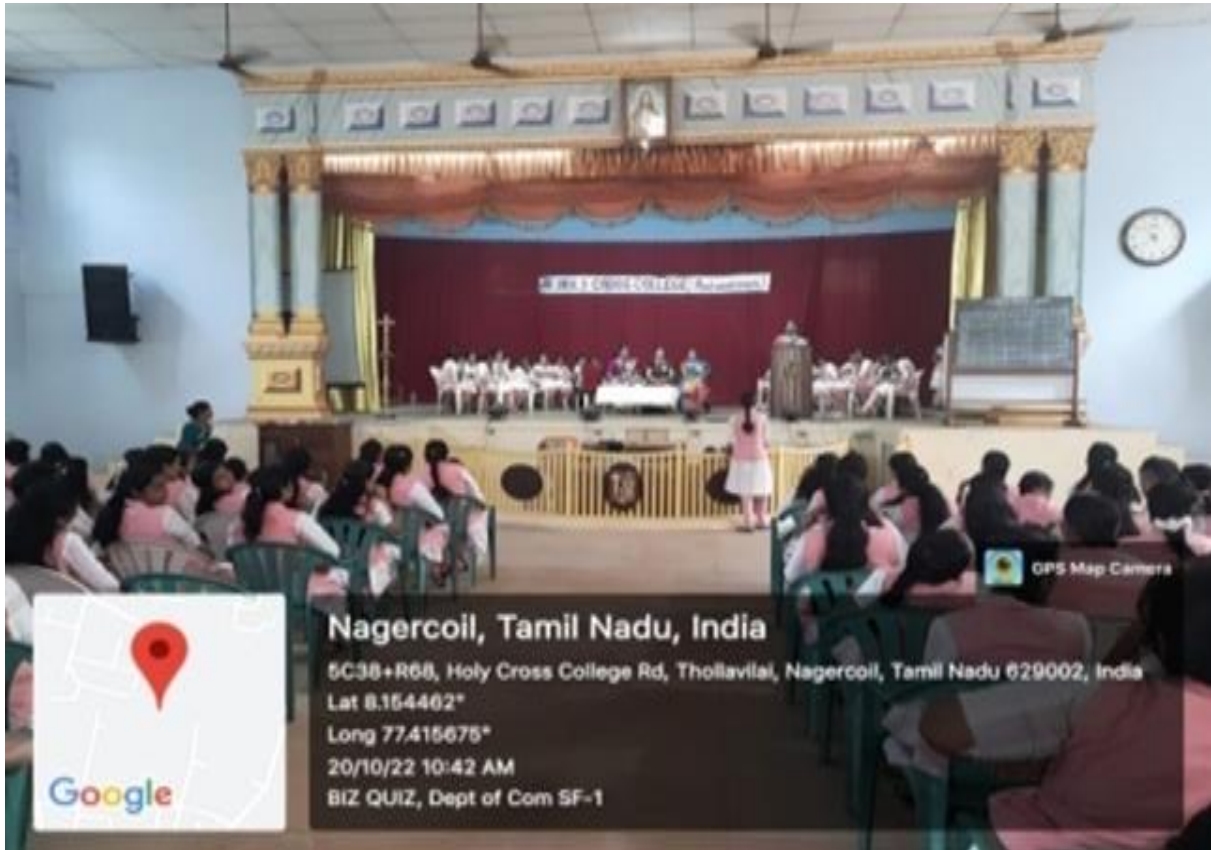 CROSS COLLEGE
GPS Map Camera
Nagercoil, Tamil Nadu, India
5C38+R68, Holy Cross College Rd, Thollavilai, Nagercoil, Tamil Nadu 629002, India
Lat 8.154462°
Long 77.415675°
20/10/22 10:42 AM
BIZ QUIZ, Dept of Com SF-1
Google